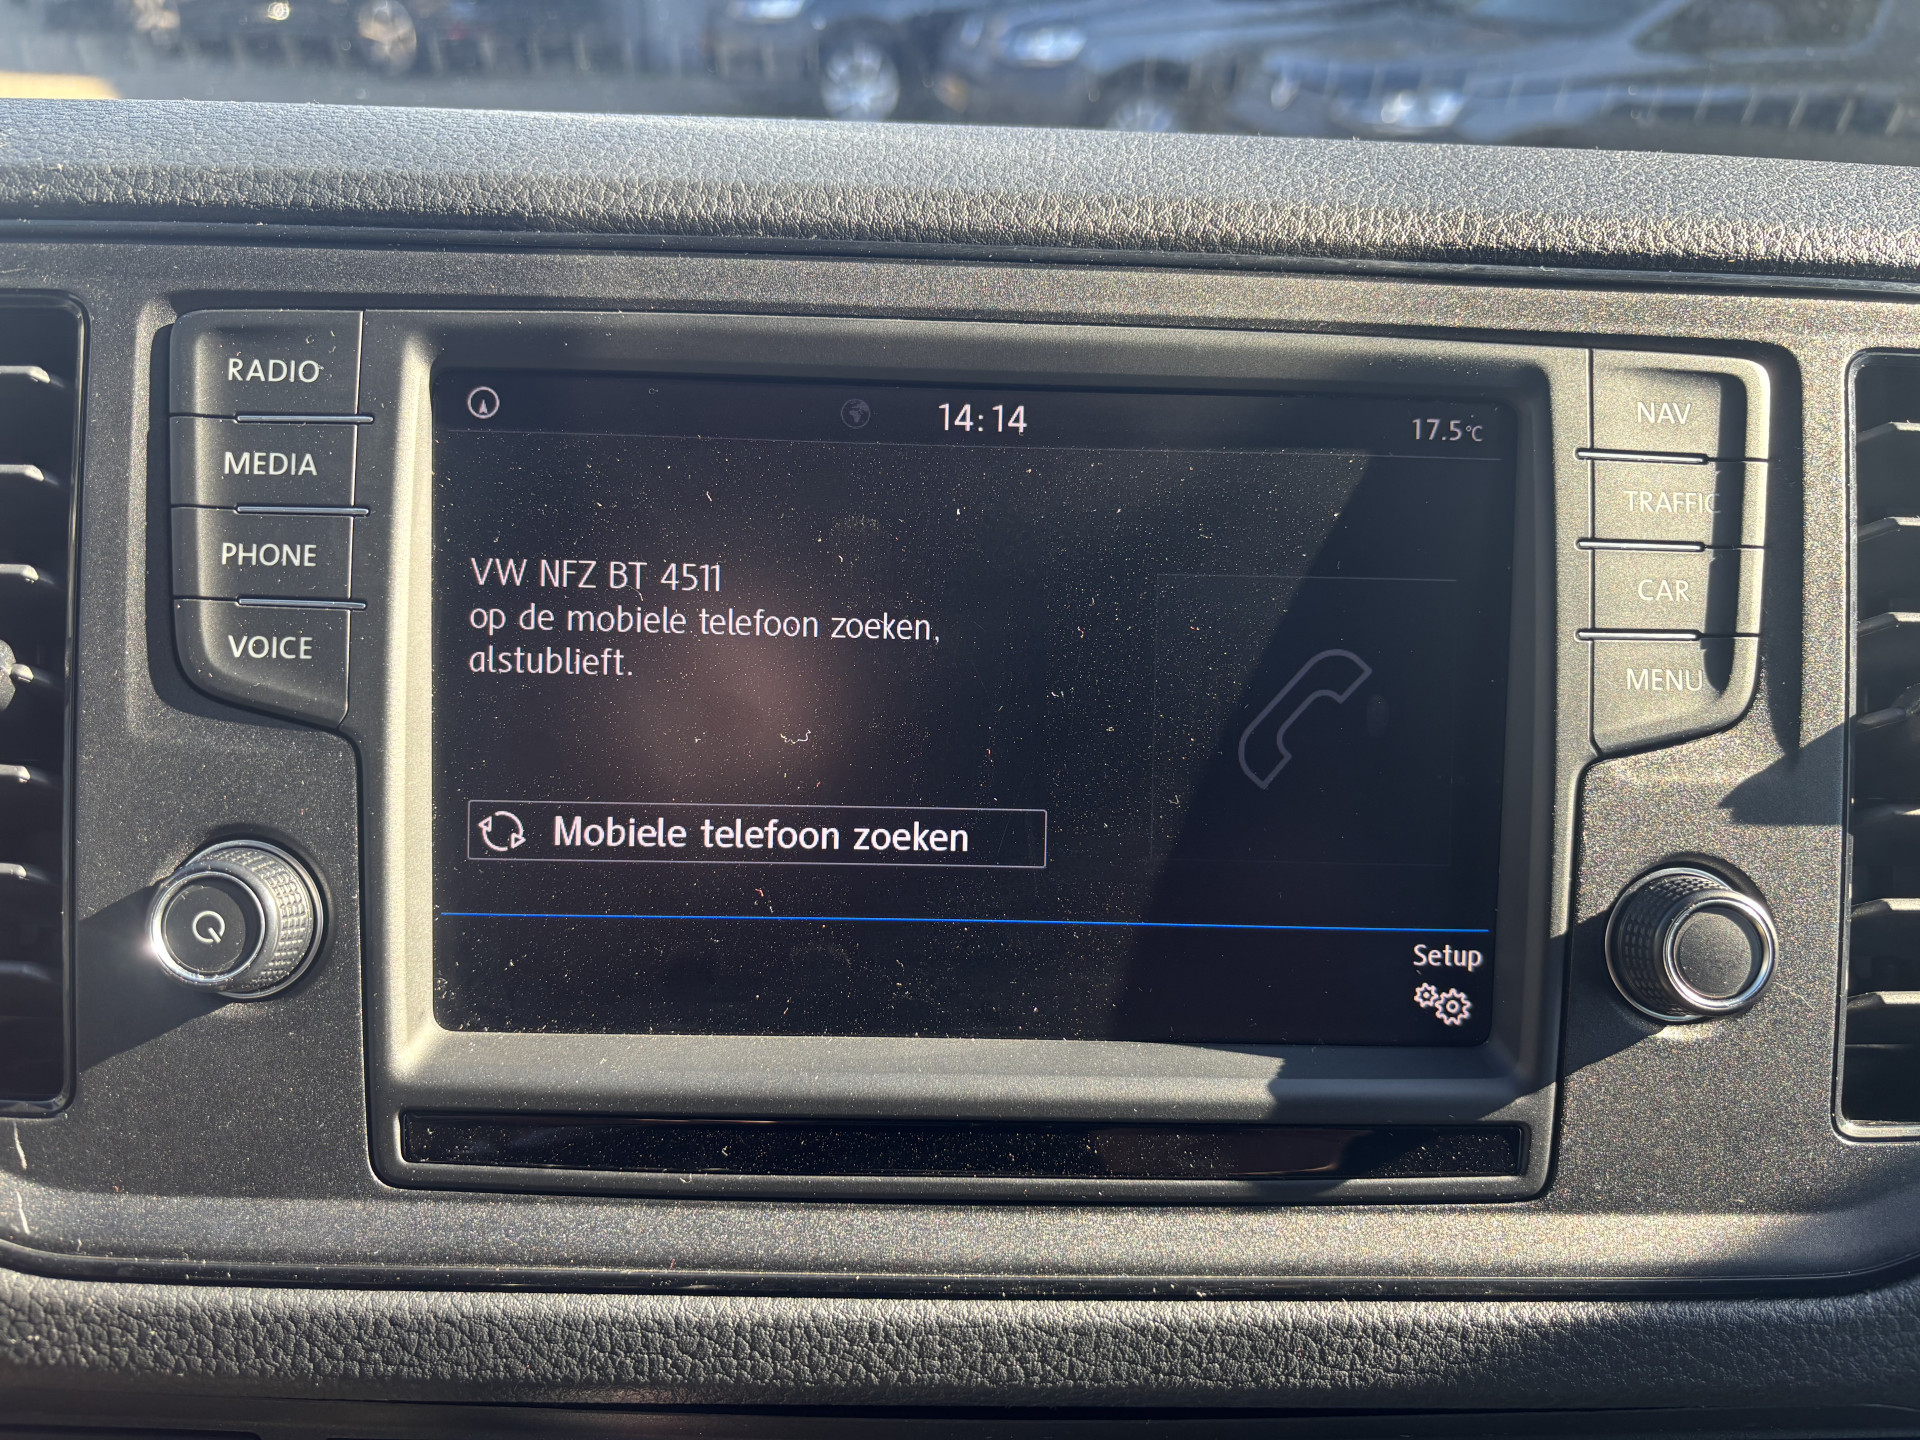 RADIO
MEDIA
PHONE
VOICE
14:14
17.5°C
VW NFZ BT 4511
op de mobiele telefoon zoeken,
alstublieft.
Mobiele telefoon zoeken
Setup
NAV
TRAFFIC
CAR
MENU